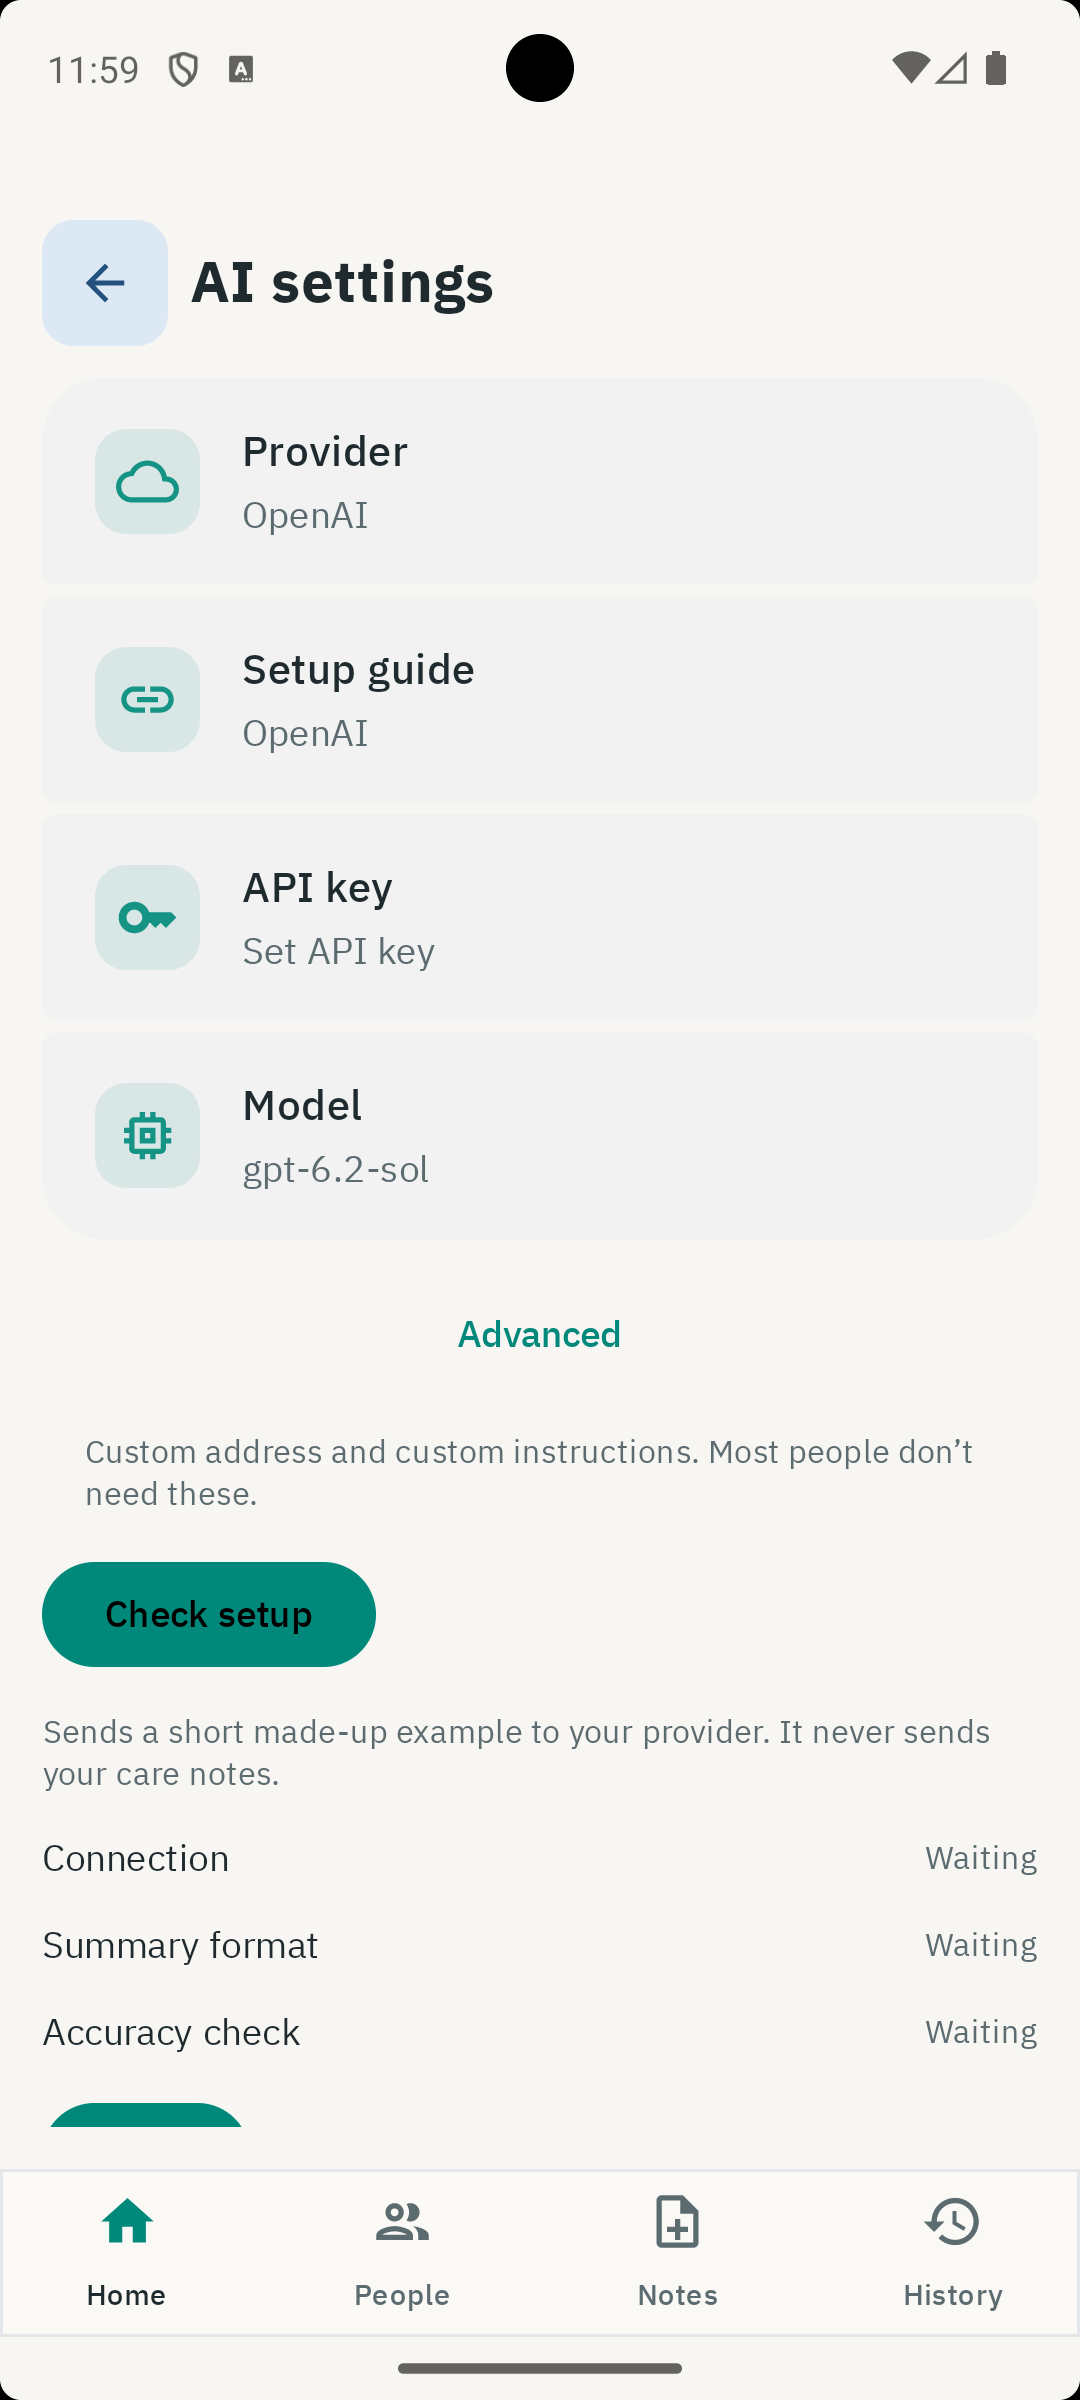 11:59
AI settings
Provider
OpenAI
Setup guide
OpenAI
API key
Set API key
Model
gpt-6.2-sol
Advanced
Custom address and custom instructions. Most people don’t
need these.
Check setup
Sends a short made-up example to your provider. It never sends
your care notes.
Connection Waiting
Summary format Waiting
Accuracy check Waiting
Home People Notes History